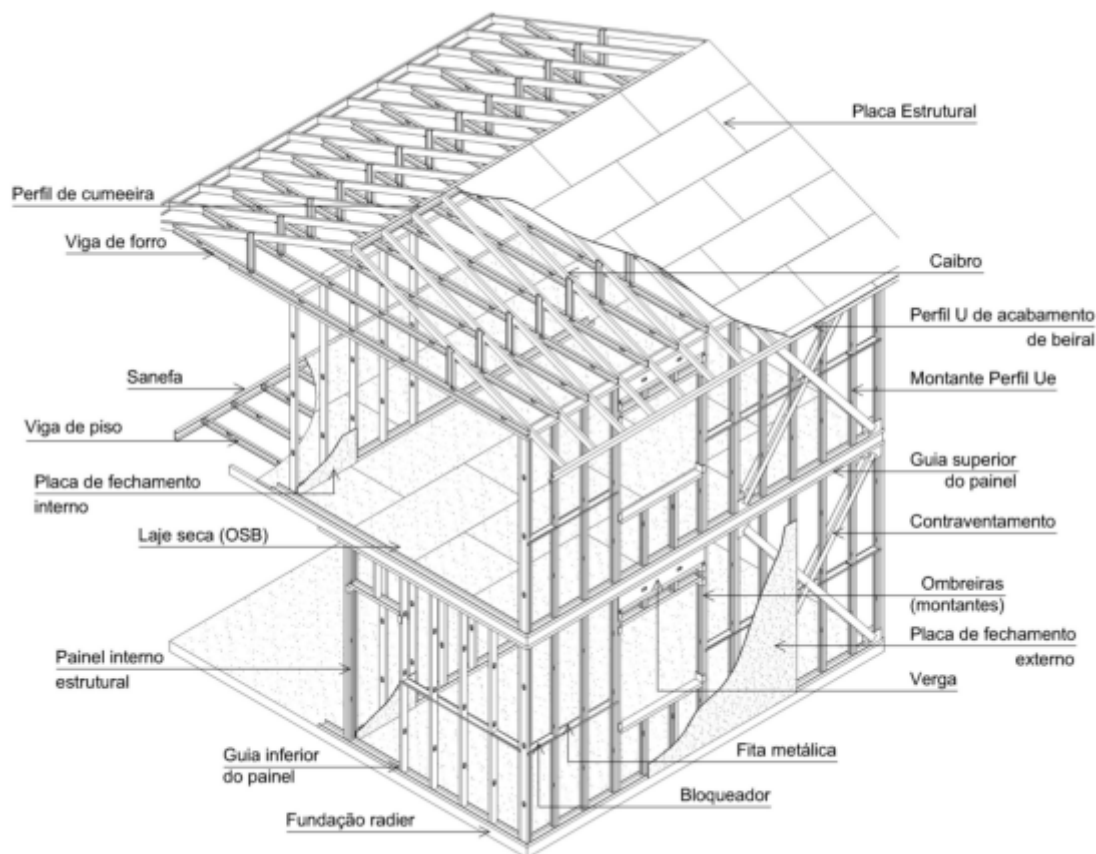 Placa Estrutural
Perfil de cumeeira
Viga de forro
Caibro
Perfil U de acabamento
de beiral
Sanefa
Montante Perfil Ue
Viga de piso
Guia superior
do painel
Placa de fechamento
interno
Contraventamento
Laje seca (OSB)
Ombreiras
(montantes)
Placa de fechamento
externo
Painel interno
estrutural
Verga
Fita metálica
Guia inferior
do painel
Bloqueador
Fundação radier